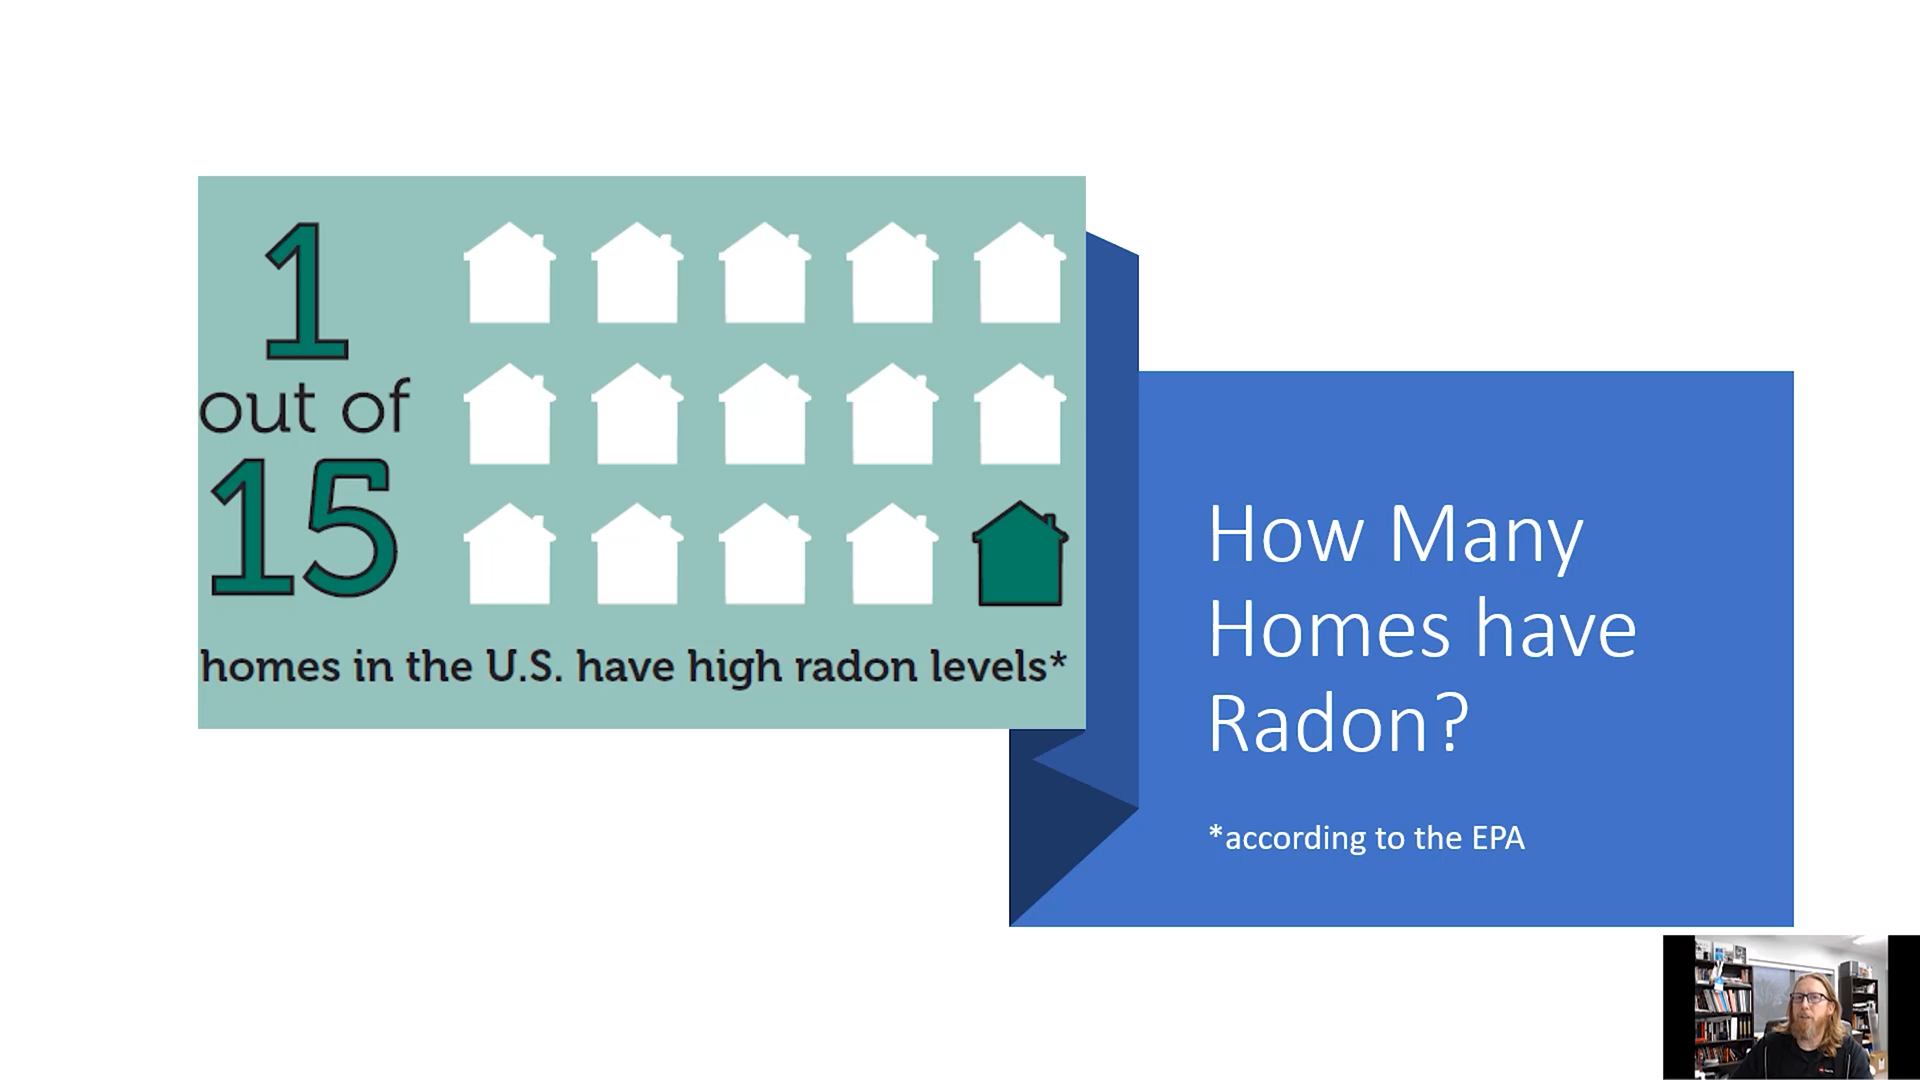 1
out of
15
homes in the U.S. have high radon levels*
How Many
Homes have
Radon?
*according to the EPA